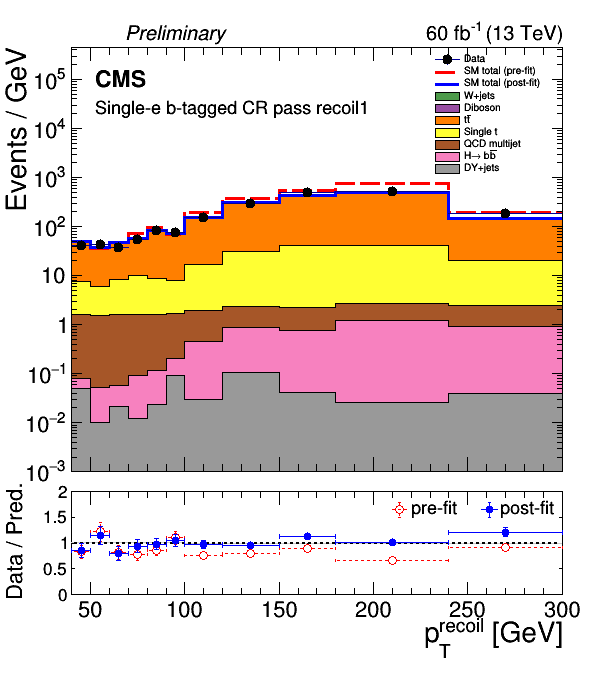 Preliminary
60 fb⁻¹ (13 TeV)
Events / GeV
10⁵
10⁴
10³
10²
10
1
10⁻¹
10⁻²
10⁻³
CMS
Single-e b-tagged CR pass recoil1
Data
SM total (pre-fit)
SM total (post-fit)
W+jets
Diboson
tt̄
Single t
QCD multijet
H→ bb̄
DY+jets
Data / Pred.
2
1.5
1
0.5
0
pre-fit
post-fit
50 100 150 200 250 300
p_T^recoil [GeV]